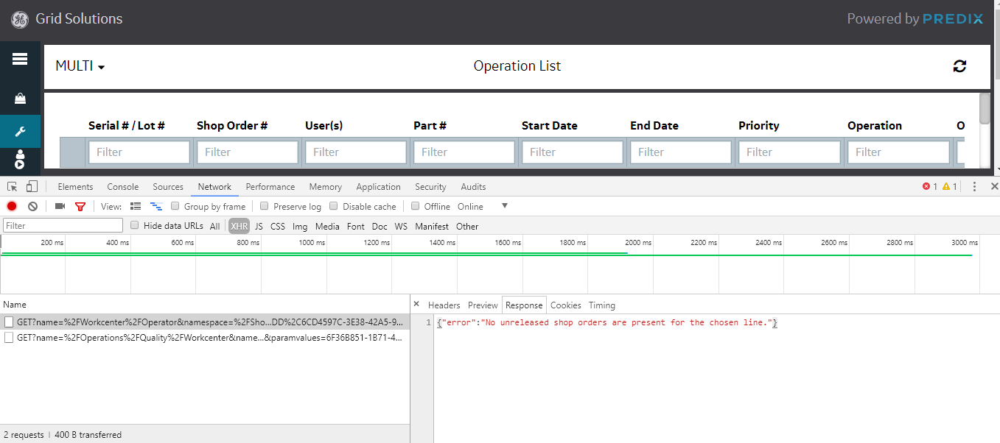 Grid Solutions
Powered by PREDIX
MULTI
Operation List
Serial # / Lot # Shop Order # User(s) Part # Start Date End Date Priority Operation O
Filter Filter Filter Filter Filter Filter Filter Filter
Elements Console Sources Network Performance Memory Application Security Audits 1 1
View: Group by frame Preserve log Disable cache Offline Online
Filter Hide data URLs All XHR JS CSS Img Media Font Doc WS Manifest Other
200 ms 400 ms 600 ms 800 ms 1000 ms 1200 ms 1400 ms 1600 ms 1800 ms 2000 ms 2200 ms 2400 ms 2600 ms 2800 ms 3000 ms
Name
× Headers Preview Response Cookies Timing
GET?name=%2FWorkcenter%2FOperator&namespace=%2FSho...DD%2C6CD4597C-3E38-42A5-9...
1 {"error":"No unreleased shop orders are present for the chosen line."}
GET?name=%2FOperations%2FQuality%2FWorkcenter&name...&paramvalues=6F36B851-1B71-4...
2 requests | 400 B transferred